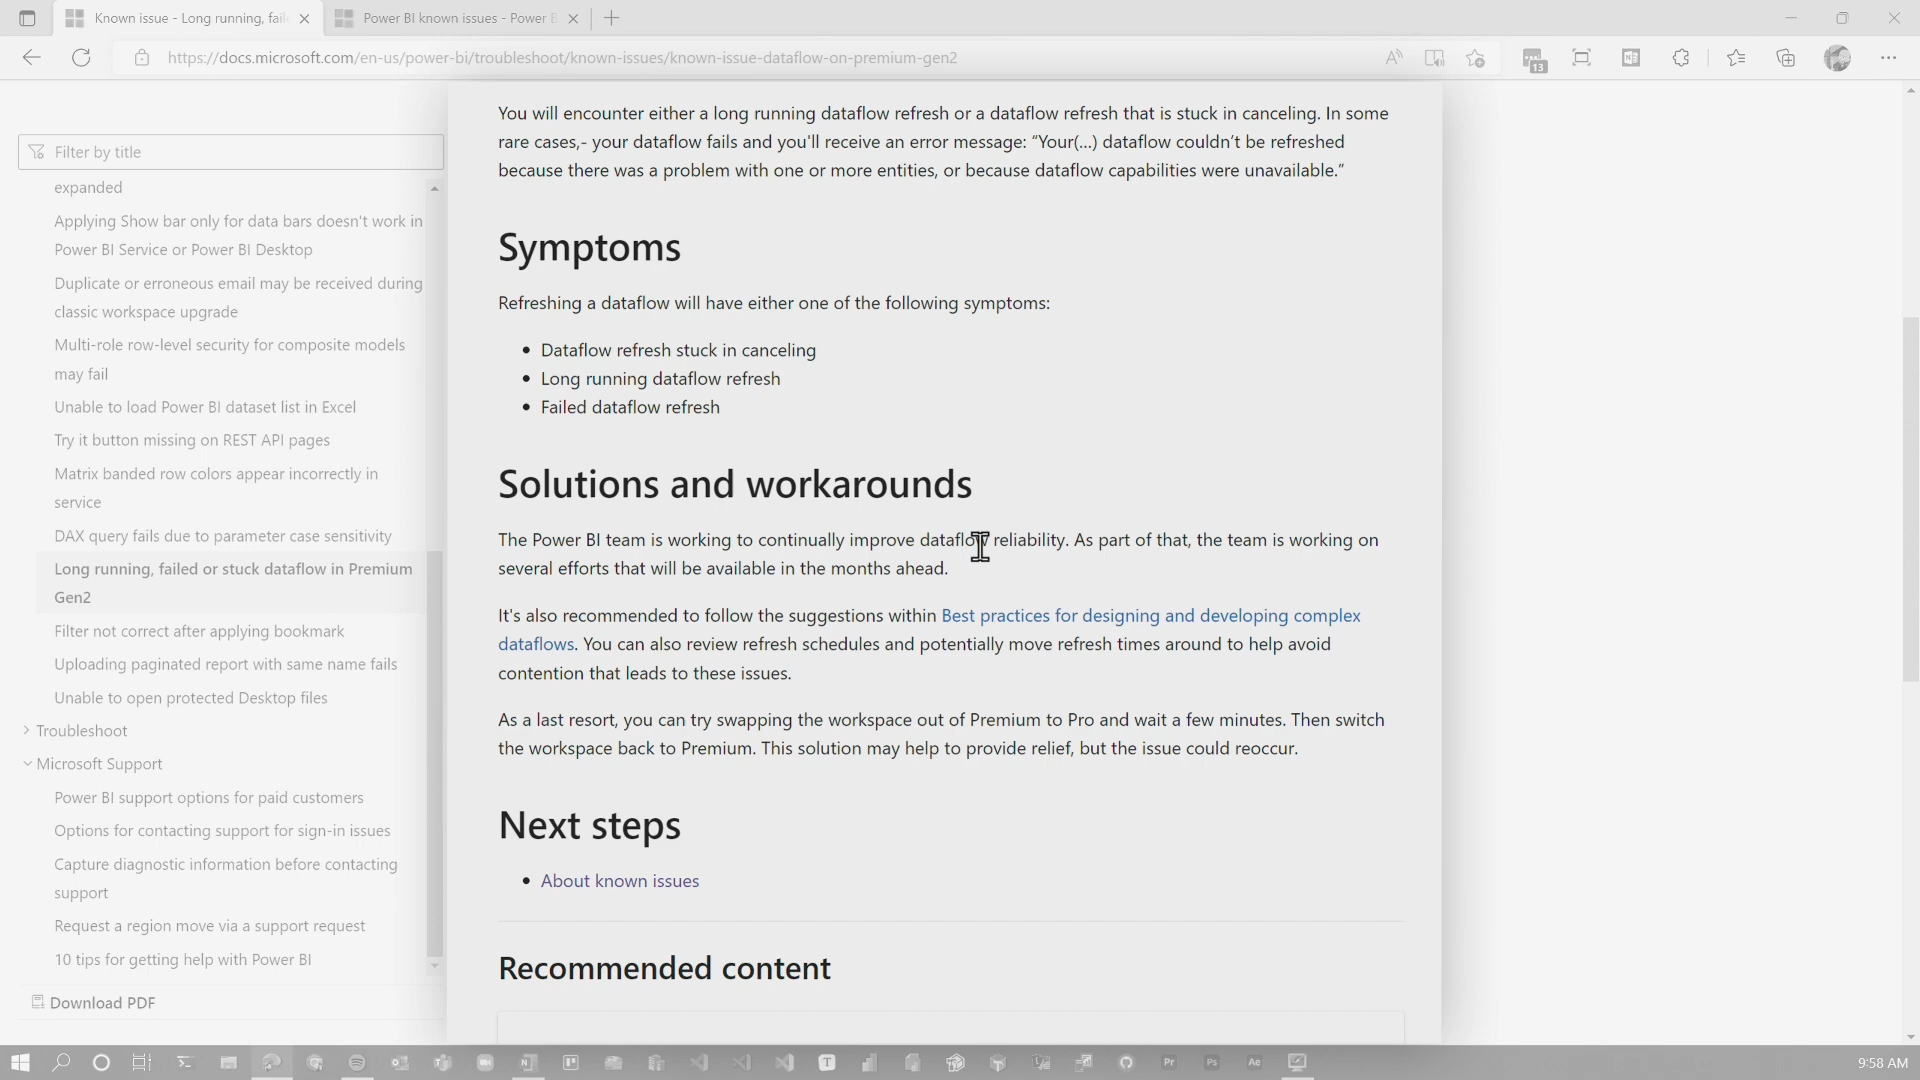 Known issue - Long running, fail
Power BI known issues - Power B
https://docs.microsoft.com/en-us/power-bi/troubleshoot/known-issues/known-issue-dataflow-on-premium-gen2
13
Filter by title
expanded
Applying Show bar only for data bars doesn't work in
Power BI Service or Power BI Desktop
Duplicate or erroneous email may be received during
classic workspace upgrade
Multi-role row-level security for composite models
may fail
Unable to load Power BI dataset list in Excel
Try it button missing on REST API pages
Matrix banded row colors appear incorrectly in
service
DAX query fails due to parameter case sensitivity
Long running, failed or stuck dataflow in Premium
Gen2
Filter not correct after applying bookmark
Uploading paginated report with same name fails
Unable to open protected Desktop files
Troubleshoot
Microsoft Support
Power BI support options for paid customers
Options for contacting support for sign-in issues
Capture diagnostic information before contacting
support
Request a region move via a support request
10 tips for getting help with Power BI
Download PDF
You will encounter either a long running dataflow refresh or a dataflow refresh that is stuck in canceling. In some
rare cases,- your dataflow fails and you'll receive an error message: “Your(...) dataflow couldn’t be refreshed
because there was a problem with one or more entities, or because dataflow capabilities were unavailable.”
Symptoms
Refreshing a dataflow will have either one of the following symptoms:
• Dataflow refresh stuck in canceling
• Long running dataflow refresh
• Failed dataflow refresh
Solutions and workarounds
The Power BI team is working to continually improve dataflow reliability. As part of that, the team is working on
several efforts that will be available in the months ahead.
It's also recommended to follow the suggestions within Best practices for designing and developing complex
dataflows. You can also review refresh schedules and potentially move refresh times around to help avoid
contention that leads to these issues.
As a last resort, you can try swapping the workspace out of Premium to Pro and wait a few minutes. Then switch
the workspace back to Premium. This solution may help to provide relief, but the issue could reoccur.
Next steps
• About known issues
Recommended content
T
Pr
Ps
Ae
9:58 AM